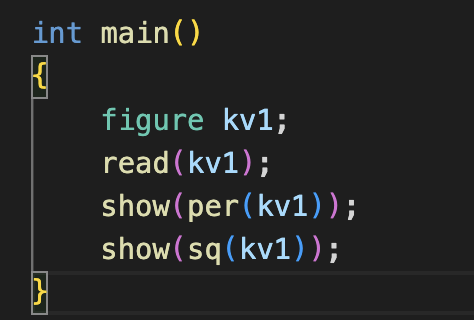 int main()
{
    figure kv1;
    read(kv1);
    show(per(kv1));
    show(sq(kv1));
}